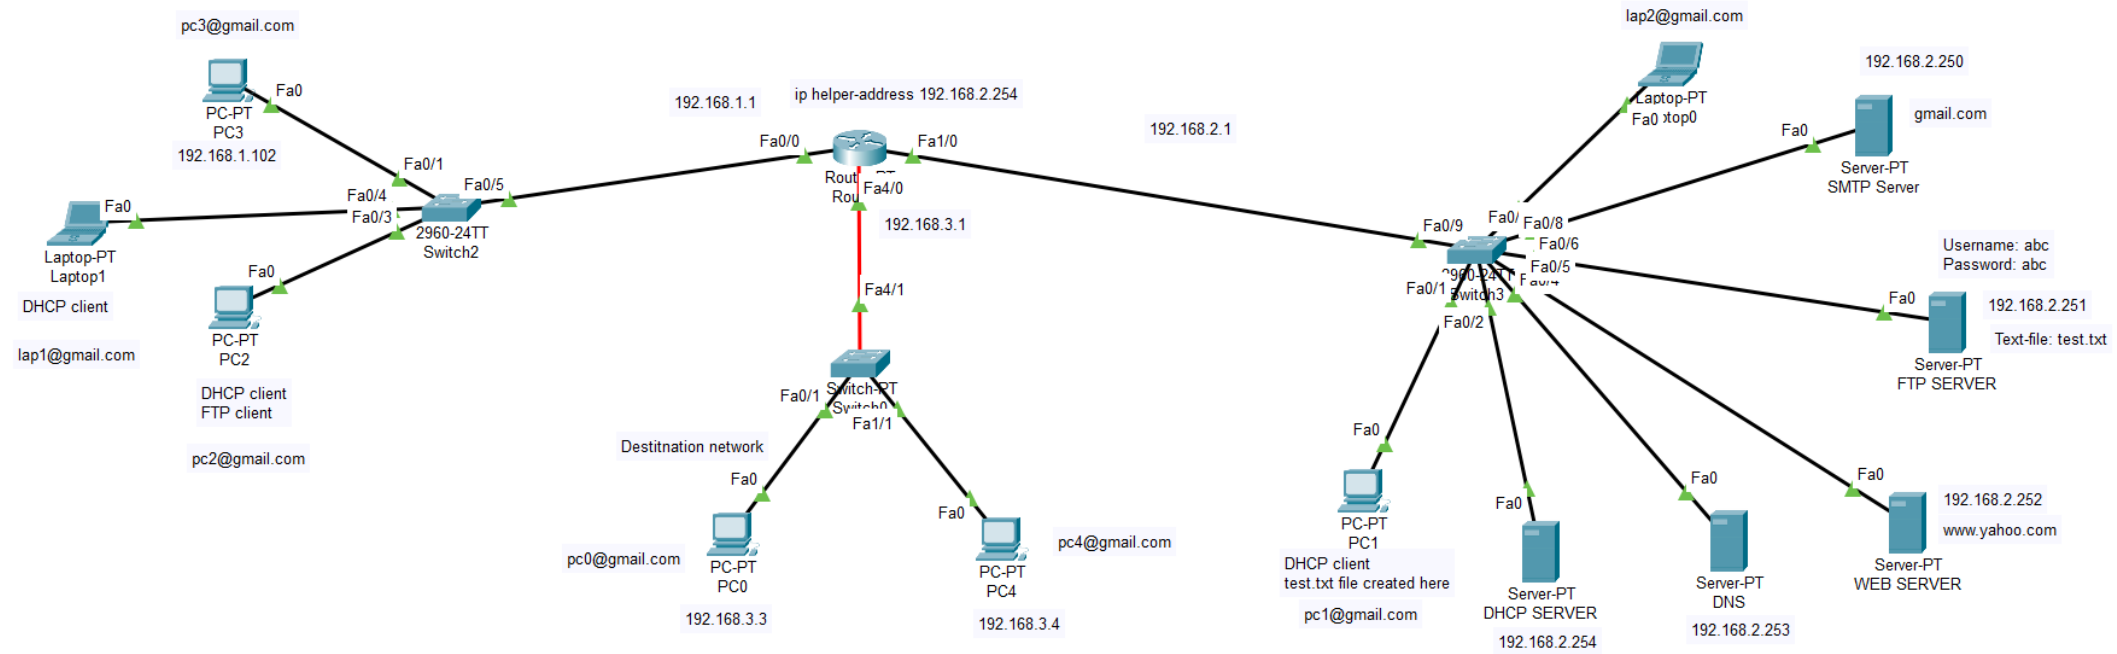 pc3@gmail.com
Fa0
PC-PT
PC3
192.168.1.102
Fa0/1
Fa0/4
Fa0/5
Fa0/3
2960-24TT
Switch2
Fa0
Laptop-PT
Laptop1
DHCP client
lap1@gmail.com
Fa0
PC-PT
PC2
DHCP client
FTP client
pc2@gmail.com
192.168.1.1
ip helper-address 192.168.2.254
Fa0/0
Fa1/0
Rout
Rou
Fa4/0
192.168.3.1
192.168.2.1
Fa4/1
Switch-PT
Switch0
Fa0/1
Fa1/1
Destitnation network
Fa0
PC-PT
PC0
pc0@gmail.com
192.168.3.3
Fa0
PC-PT
PC4
pc4@gmail.com
192.168.3.4
lap2@gmail.com
Laptop-PT
Fa0
192.168.2.250
gmail.com
Fa0
Server-PT
SMTP Server
Fa0/9
Fa0/
Fa0/8
Fa0/6
Fa0/5
Fa0/4
2960-24TT
Switch3
Fa0/1
Fa0/2
Username: abc
Password: abc
Fa0
192.168.2.251
Text-file: test.txt
Server-PT
FTP SERVER
Fa0
PC-PT
PC1
DHCP client
test.txt file created here
pc1@gmail.com
Fa0
Server-PT
DHCP SERVER
192.168.2.254
Fa0
Server-PT
DNS
192.168.2.253
Fa0
192.168.2.252
www.yahoo.com
Server-PT
WEB SERVER